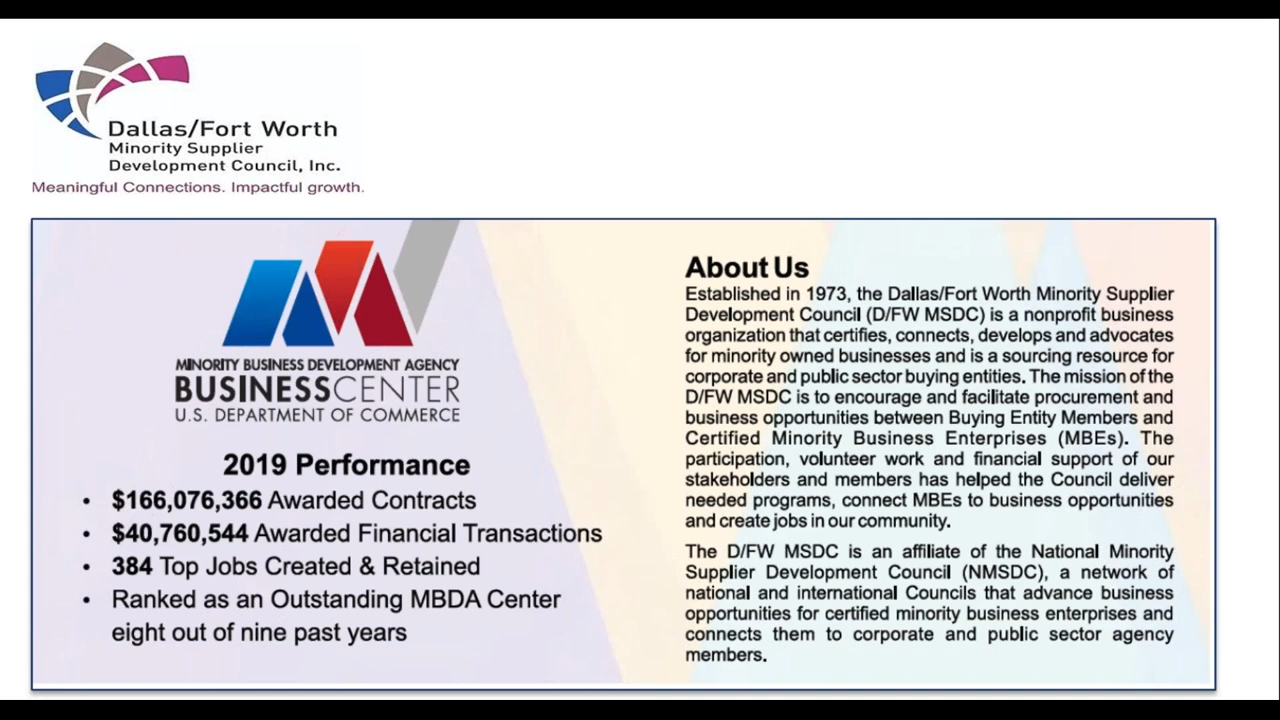 Dallas/Fort Worth
Minority Supplier
Development Council, Inc.
Meaningful Connections. Impactful growth.
MINORITY BUSINESS DEVELOPMENT AGENCY
BUSINESSCENTER
U.S. DEPARTMENT OF COMMERCE
2019 Performance
• $166,076,366 Awarded Contracts
• $40,760,544 Awarded Financial Transactions
• 384 Top Jobs Created & Retained
• Ranked as an Outstanding MBDA Center
eight out of nine past years
About Us
Established in 1973, the Dallas/Fort Worth Minority Supplier
Development Council (D/FW MSDC) is a nonprofit business
organization that certifies, connects, develops and advocates
for minority owned businesses and is a sourcing resource for
corporate and public sector buying entities. The mission of the
D/FW MSDC is to encourage and facilitate procurement and
business opportunities between Buying Entity Members and
Certified Minority Business Enterprises (MBEs). The
participation, volunteer work and financial support of our
stakeholders and members has helped the Council deliver
needed programs, connect MBEs to business opportunities
and create jobs in our community.
The D/FW MSDC is an affiliate of the National Minority
Supplier Development Council (NMSDC), a network of
national and international Councils that advance business
opportunities for certified minority business enterprises and
connects them to corporate and public sector agency
members.